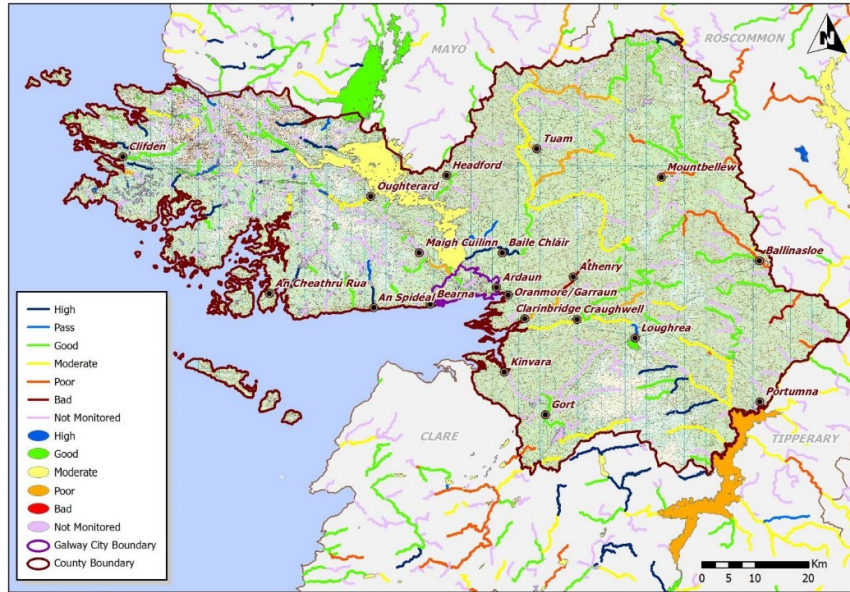 MAYO
ROSCOMMON
N
Clifden
Tuam
Headford
Mountbellew
Oughterard
Maigh Cuilinn
Baile Chláir
Ballinasloe
Athenry
Ardaun
Oranmore/Garraun
An Cheathrú Rua
An Spidéal
Bearna
Clarinbridge
Craughwell
Loughrea
Kinvara
Portumna
Gort
CLARE
TIPPERARY
High
Pass
Good
Moderate
Poor
Bad
Not Monitored
High
Good
Moderate
Poor
Bad
Not Monitored
Galway City Boundary
County Boundary
Km
0 5 10 20